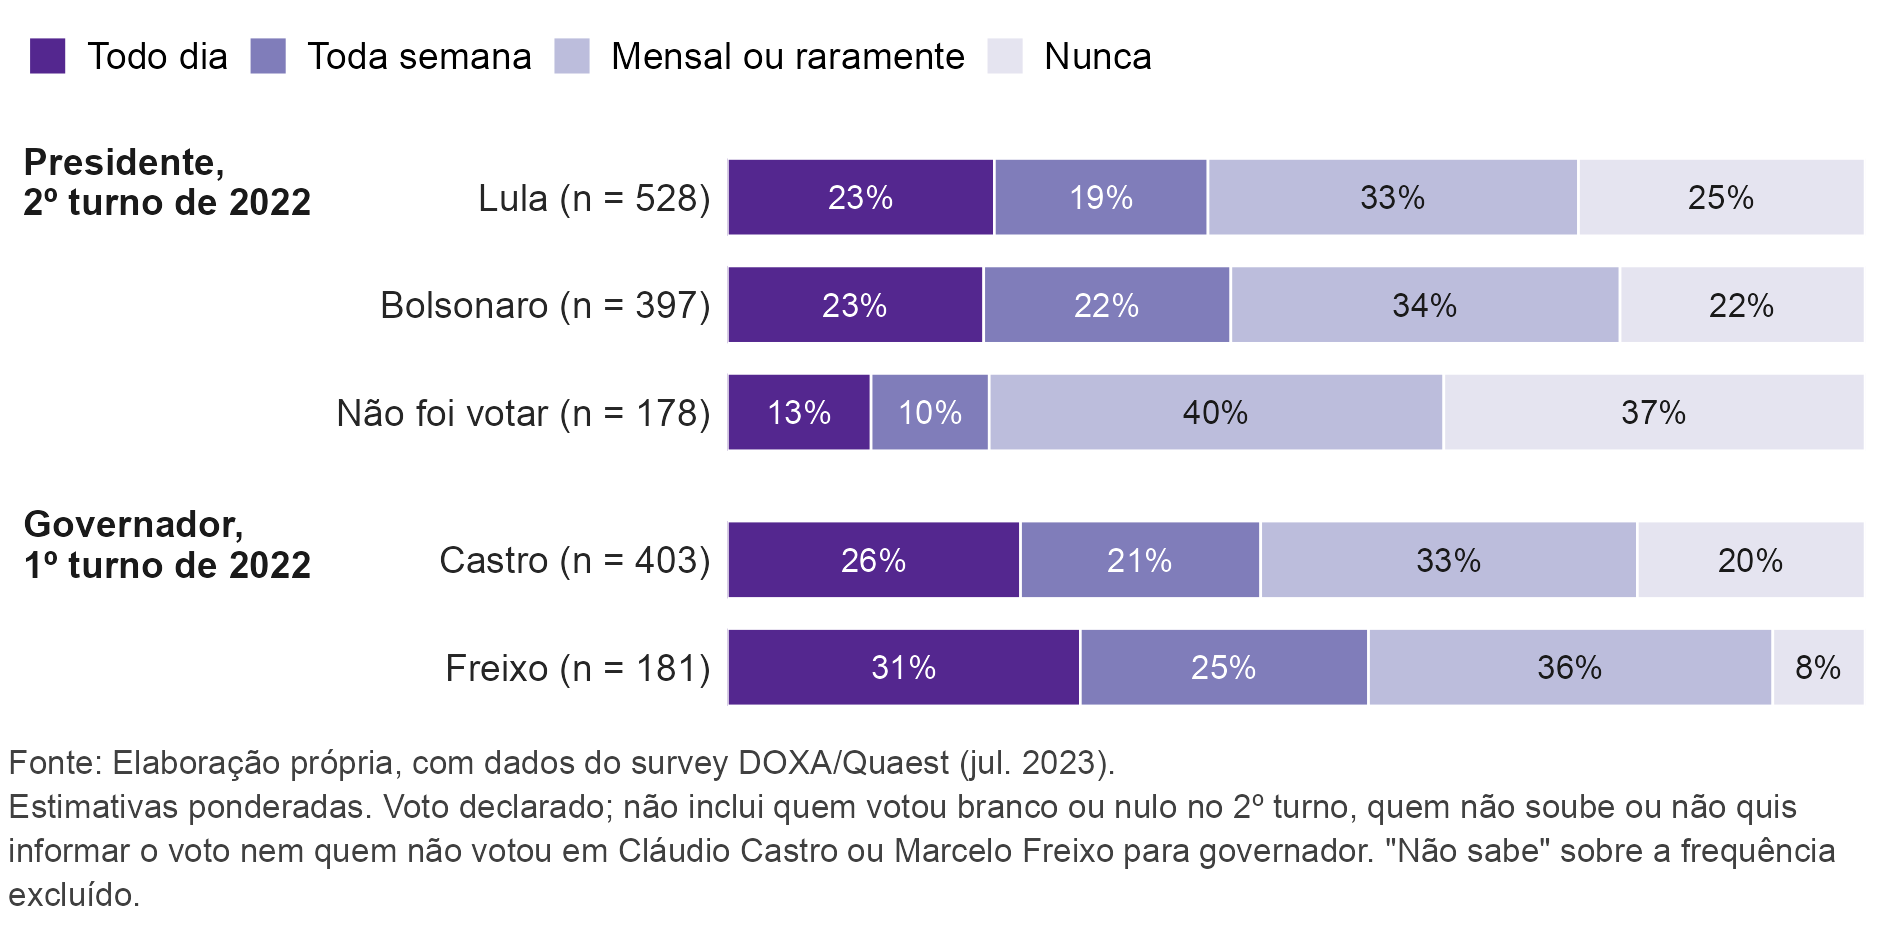 Todo dia Toda semana Mensal ou raramente Nunca
Presidente,
2º turno de 2022
Lula (n = 528) 23% 19% 33% 25%
Bolsonaro (n = 397) 23% 22% 34% 22%
Não foi votar (n = 178) 13% 10% 40% 37%
Governador,
1º turno de 2022
Castro (n = 403) 26% 21% 33% 20%
Freixo (n = 181) 31% 25% 36% 8%
Fonte: Elaboração própria, com dados do survey DOXA/Quaest (jul. 2023).
Estimativas ponderadas. Voto declarado; não inclui quem votou branco ou nulo no 2º turno, quem não soube ou não quis
informar o voto nem quem não votou em Cláudio Castro ou Marcelo Freixo para governador. "Não sabe" sobre a frequência
excluído.